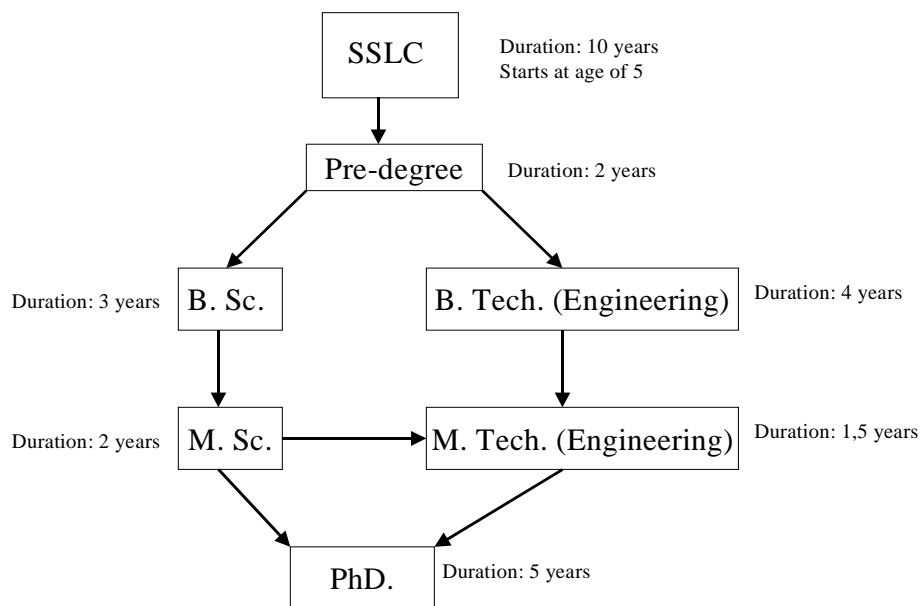 SSLC
Duration: 10 years
Starts at age of 5
Pre-degree
Duration: 2 years
Duration: 3 years
B. Sc.
B. Tech. (Engineering)
Duration: 4 years
Duration: 2 years
M. Sc.
M. Tech. (Engineering)
Duration: 1,5 years
PhD.
Duration: 5 years